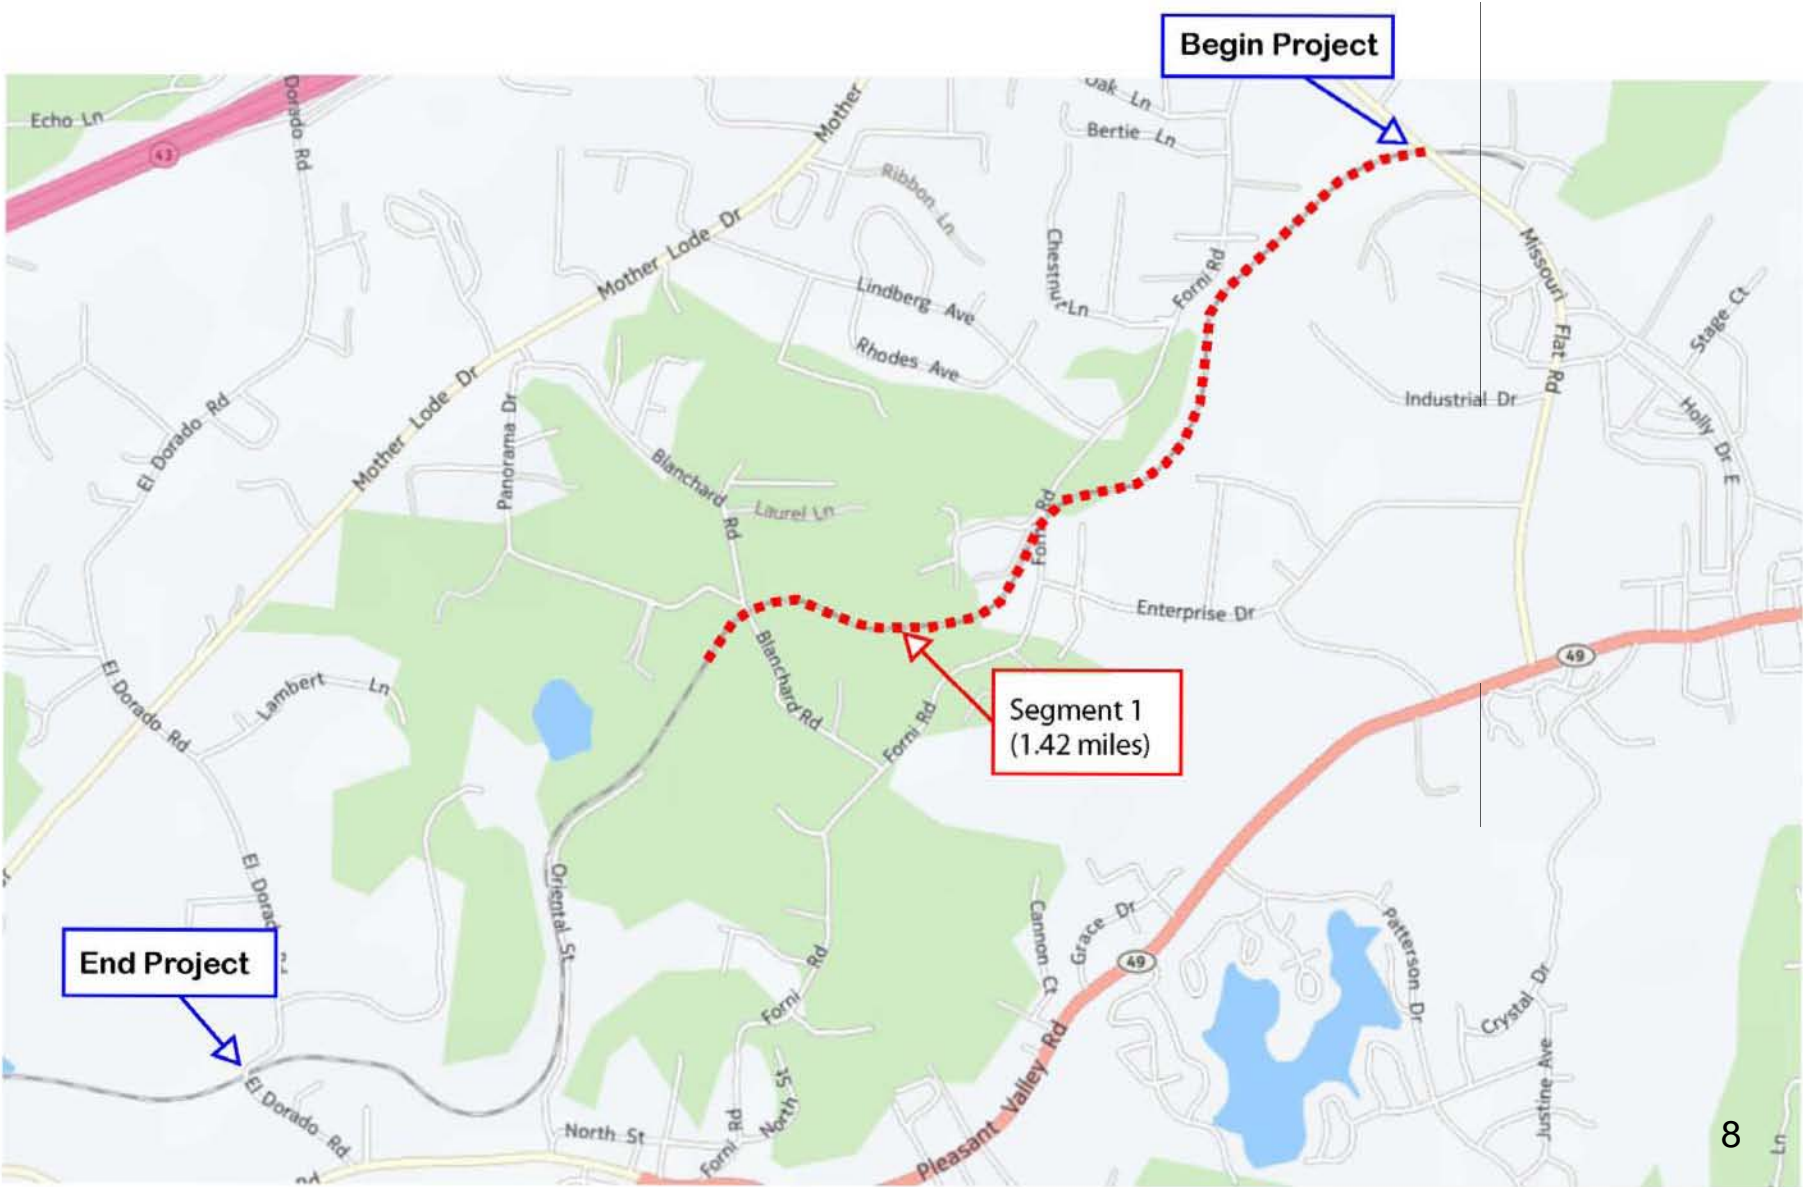 Begin Project
Oak Ln
Echo Ln
Dorado Rd
Mother
Bertie Ln
43
Ribbon Ln
Mother Lode Dr
Chestnut Ln
Forni Rd
Missouri Flat Rd
Lindberg Ave
Stage Ct
Rhodes Ave
Mother Lode Dr
El Dorado Rd
Panorama Dr
Industrial Dr
Holly Dr E
Blanchard Rd
Laurel Ln
Forni Rd
Enterprise Dr
49
El Dorado Rd
Lambert Ln
Blanchard Rd
Forni Rd
Segment 1
(1.42 miles)
El Dorad
Oriental St
Cannon Ct
Grace Dr
Patterson Dr
End Project
49
Forni Rd
Crystal Dr
Pleasant Valley Rd
Justine Ave
El Dorado Rd
North St
Forni Rd
North St
8
Ln
Rd